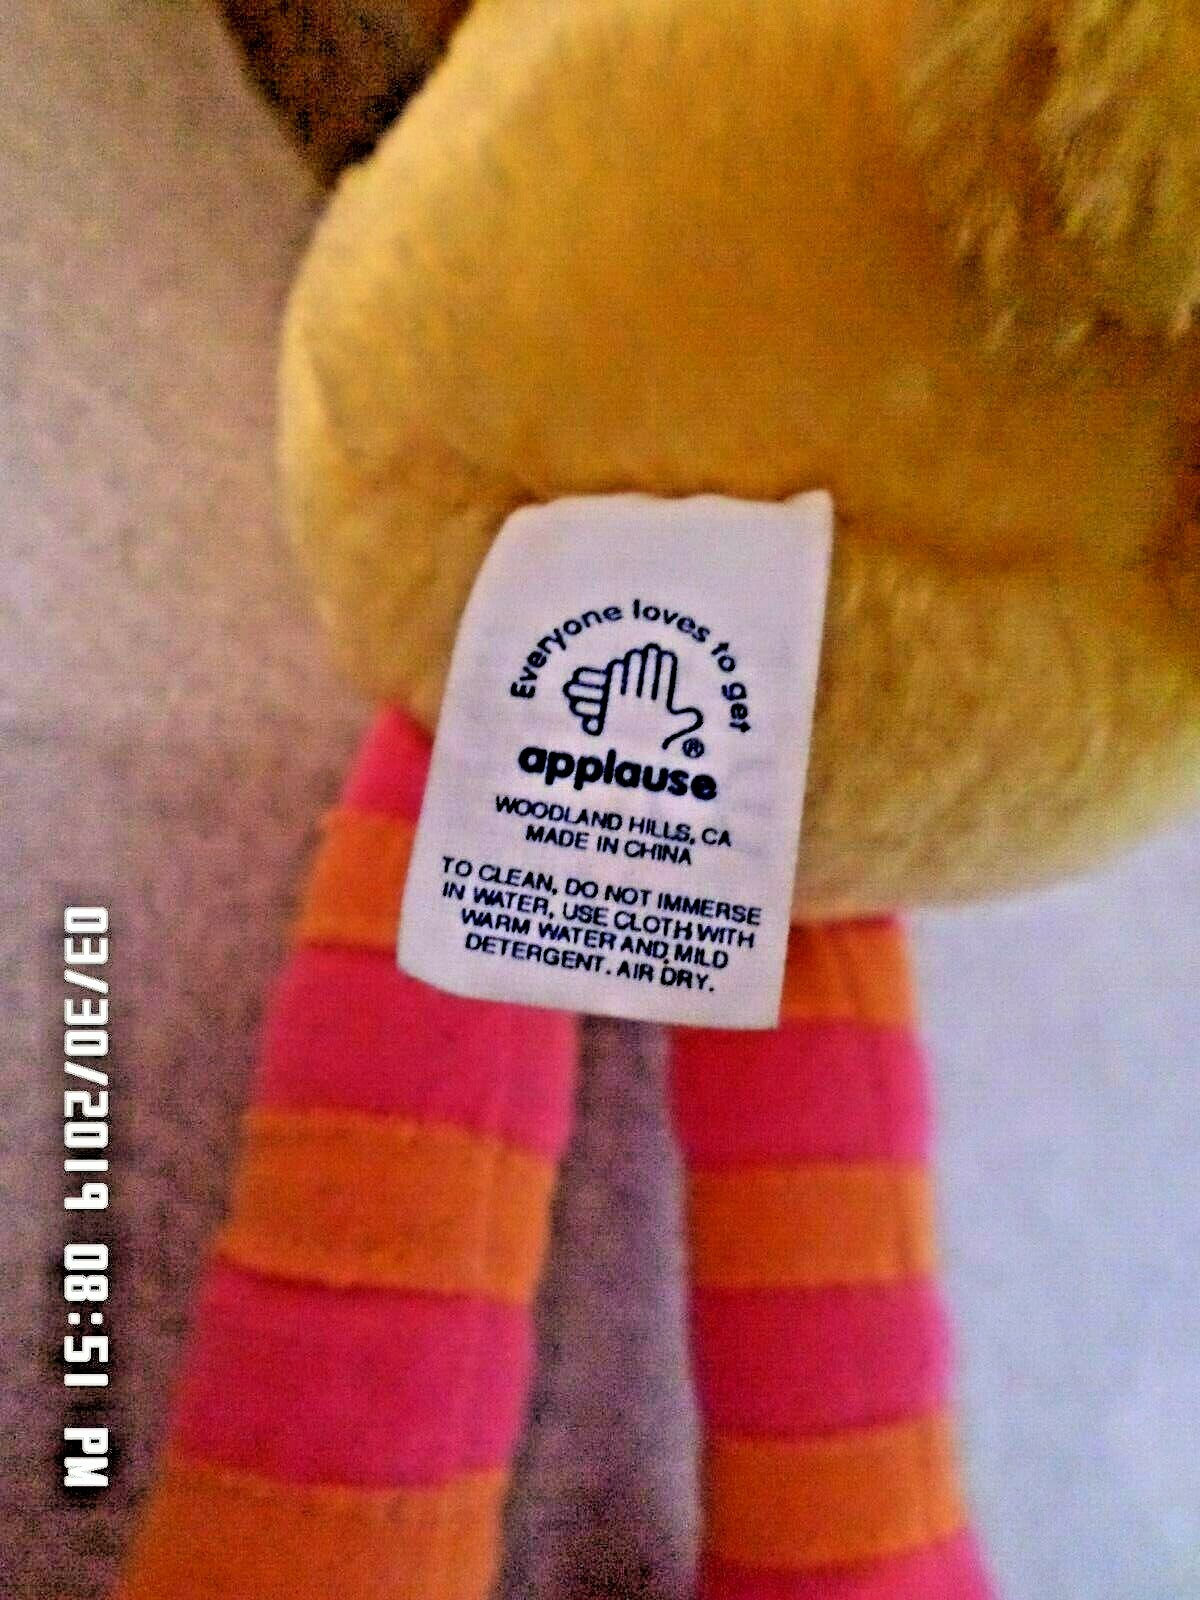 Everyone loves to get
®
applause
WOODLAND HILLS, CA
MADE IN CHINA
TO CLEAN, DO NOT IMMERSE
IN WATER, USE CLOTH WITH
WARM WATER AND MILD
DETERGENT. AIR DRY.
03/30/2019 08:51 PM